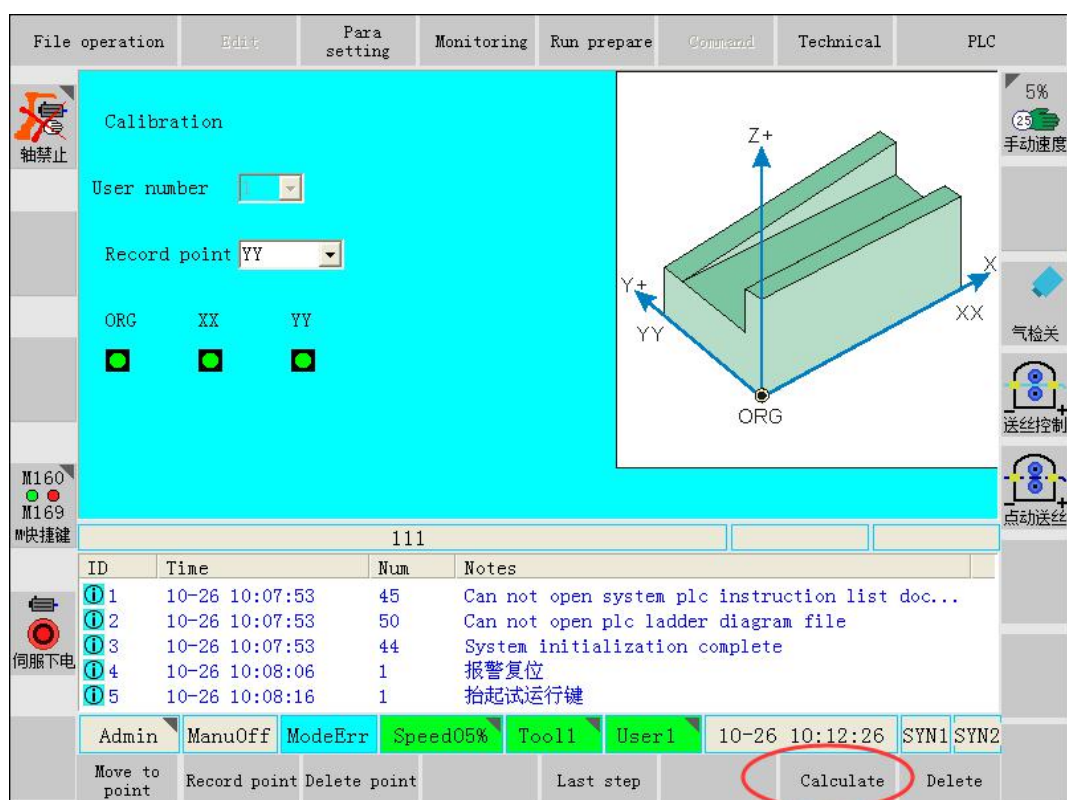 File operation
Edit
Para setting
Monitoring
Run prepare
Command
Technical
PLC
轴禁止
Calibration
User number 1
Record point YY
ORG XX YY
Z+
Y+
YY
X
XX
ORG
5%
25
手动速度
气检关
送丝控制
点动送丝
M160
M169
M快捷键
伺服下电
111
ID Time Num Notes
1 10-26 10:07:53 45 Can not open system plc instruction list doc...
2 10-26 10:07:53 50 Can not open plc ladder diagram file
3 10-26 10:07:53 44 System initialization complete
4 10-26 10:08:06 1 报警复位
5 10-26 10:08:16 1 抬起试运行键
Admin ManuOff ModeErr Speed05% Tool1 User1 10-26 10:12:26 SYN1 SYN2
Move to point
Record point
Delete point
Last step
Calculate
Delete